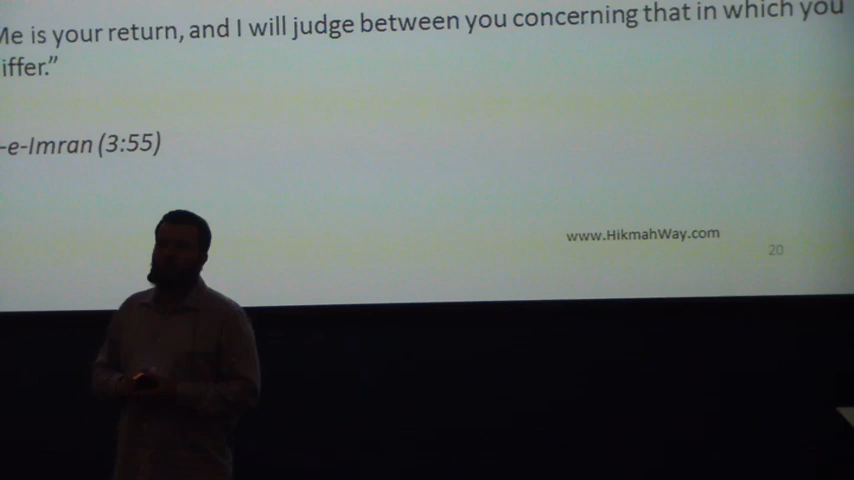 Me is your return, and I will judge between you concerning that in which you
iffer.”
-e-Imran (3:55)
www.HikmahWay.com
20